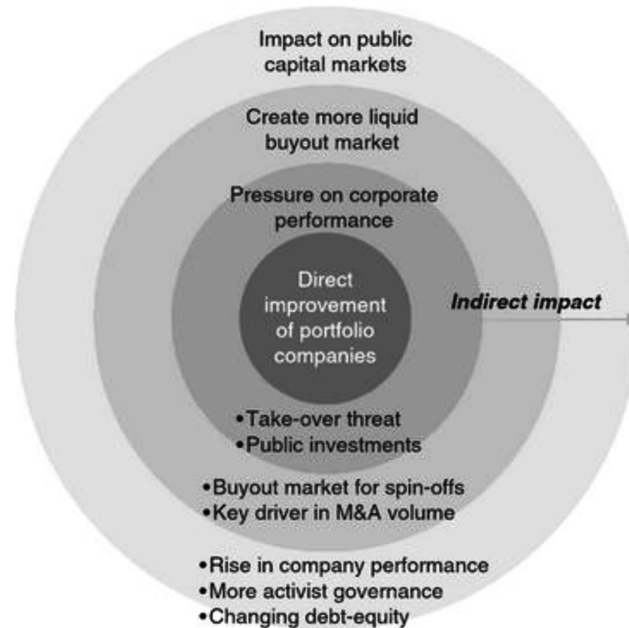 Impact on public
capital markets
Create more liquid
buyout market
Pressure on corporate
performance
Direct
improvement
of portfolio
companies
Indirect impact
•Take-over threat
•Public investments
•Buyout market for spin-offs
•Key driver in M&A volume
•Rise in company performance
•More activist governance
•Changing debt-equity